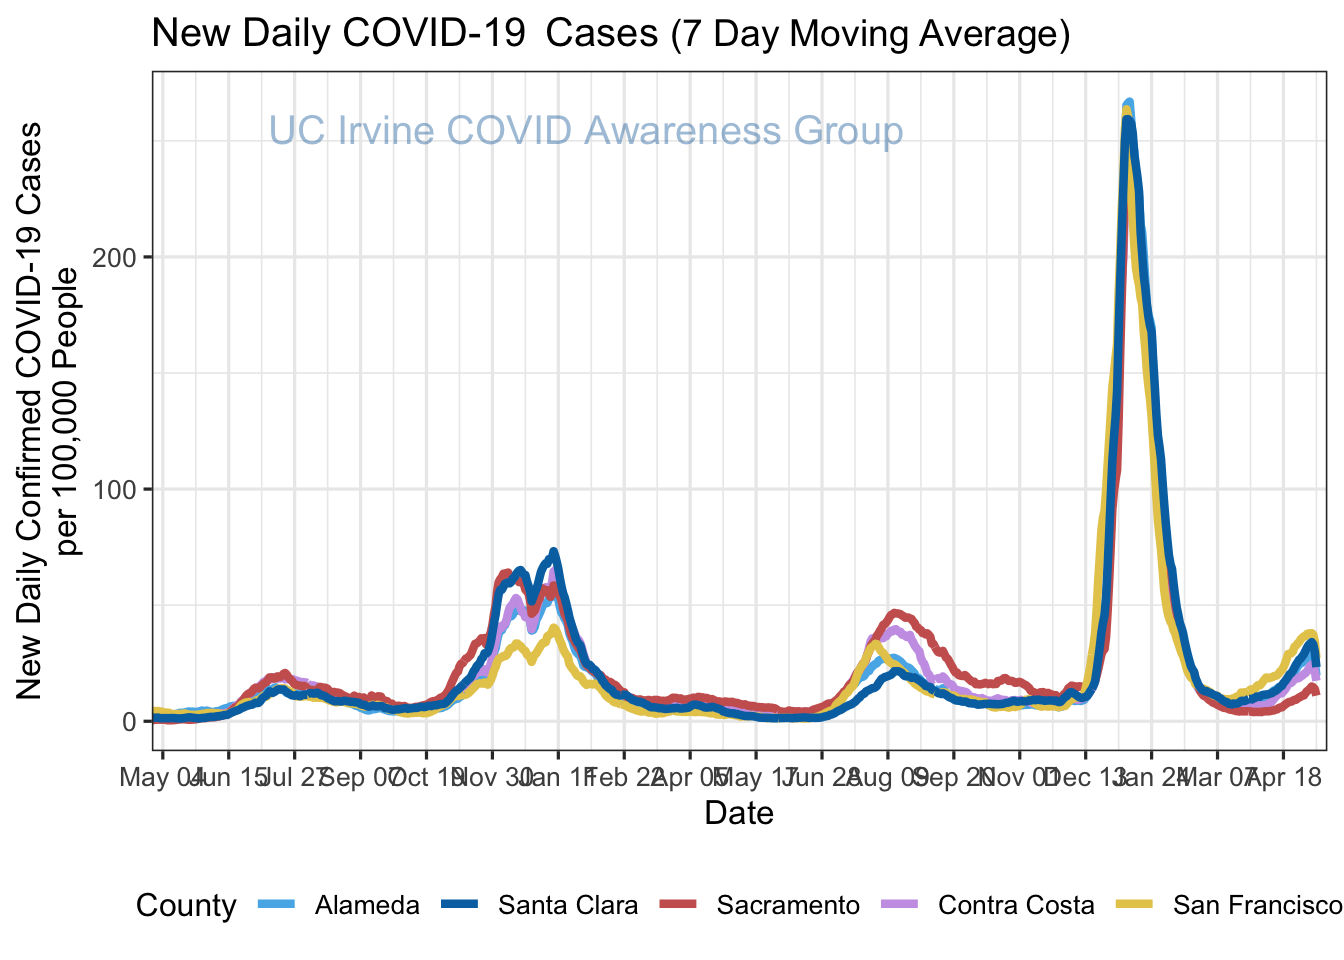 New Daily COVID-19 Cases (7 Day Moving Average)
UC Irvine COVID Awareness Group
New Daily Confirmed COVID-19 Cases
per 100,000 People
200
100
0
May 04 Jun 15 Jul 27 Sep 07 Oct 19 Nov 30 Jan 11 Feb 22 Apr 05 May 17 Jun 28 Aug 09 Sep 20 Nov 01 Dec 13 Jan 24 Mar 07 Apr 18
Date
County Alameda Santa Clara Sacramento Contra Costa San Francisco